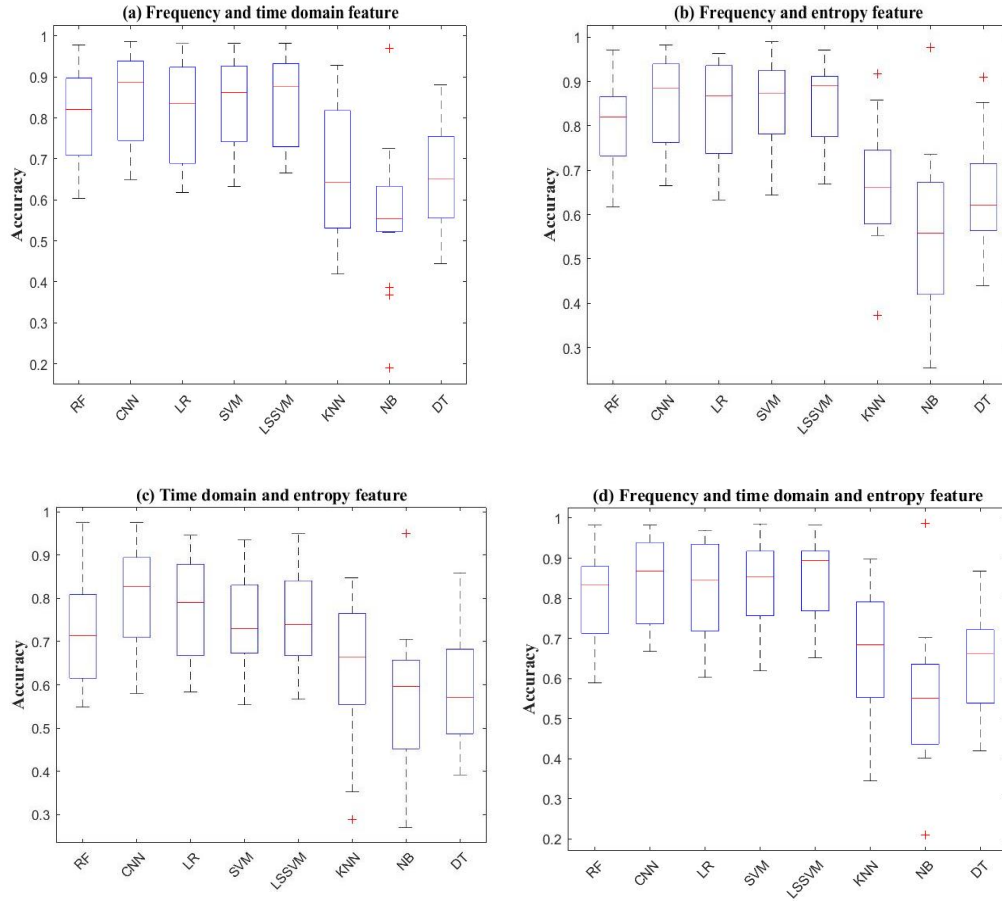 (a) Frequency and time domain feature
1
0.9
0.8
0.7
0.6
0.5
0.4
0.3
0.2
Accuracy
RF
CNN
LR
SVM
LSSVM
KNN
NB
DT
(b) Frequency and entropy feature
1
0.9
0.8
0.7
0.6
0.5
0.4
0.3
Accuracy
RF
CNN
LR
SVM
LSSVM
KNN
NB
DT
(c) Time domain and entropy feature
1
0.9
0.8
0.7
0.6
0.5
0.4
0.3
Accuracy
RF
CNN
LR
SVM
LSSVM
KNN
NB
DT
(d) Frequency and time domain and entropy feature
1
0.9
0.8
0.7
0.6
0.5
0.4
0.3
0.2
Accuracy
RF
CNN
LR
SVM
LSSVM
KNN
NB
DT